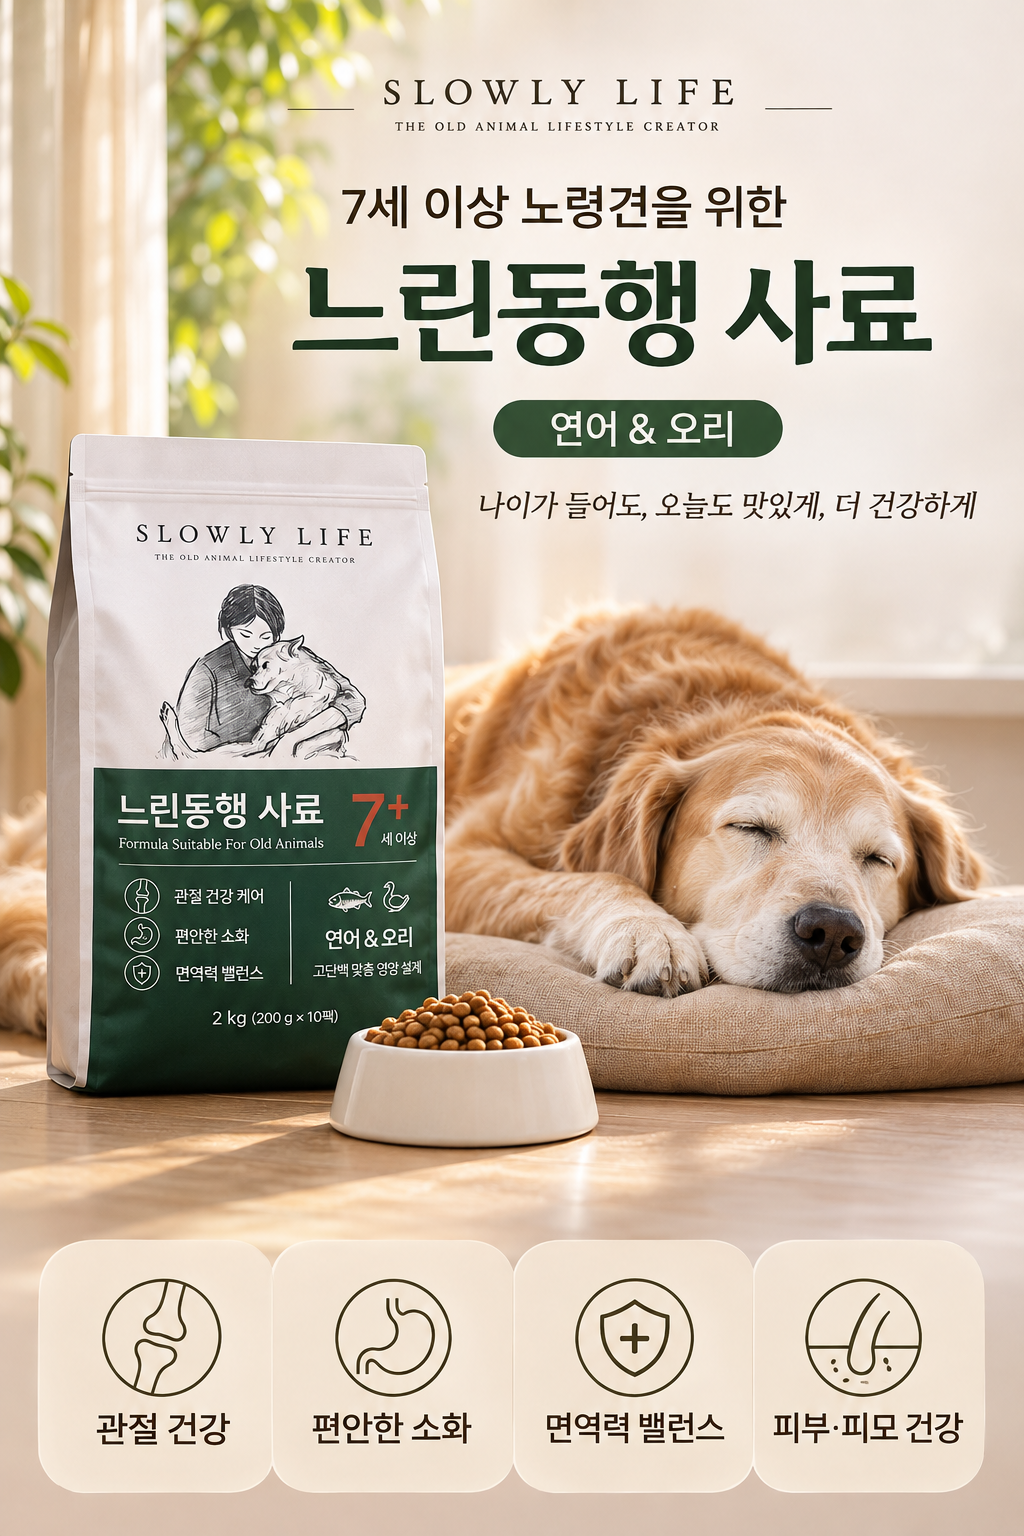 SLOWLY LIFE
THE OLD ANIMAL LIFESTYLE CREATOR
7세 이상 노령견을 위한
느린동행 사료
연어 & 오리
나이가 들어도, 오늘도 맛있게, 더 건강하게
SLOWLY LIFE
THE OLD ANIMAL LIFESTYLE CREATOR
느린동행 사료
Formula Suitable For Old Animals
7+
세 이상
관절 건강 케어
편안한 소화
면역력 밸런스
연어 & 오리
고단백 맞춤 영양 설계
2 kg (200 g × 10팩)
관절 건강
편안한 소화
면역력 밸런스
피부·피모 건강